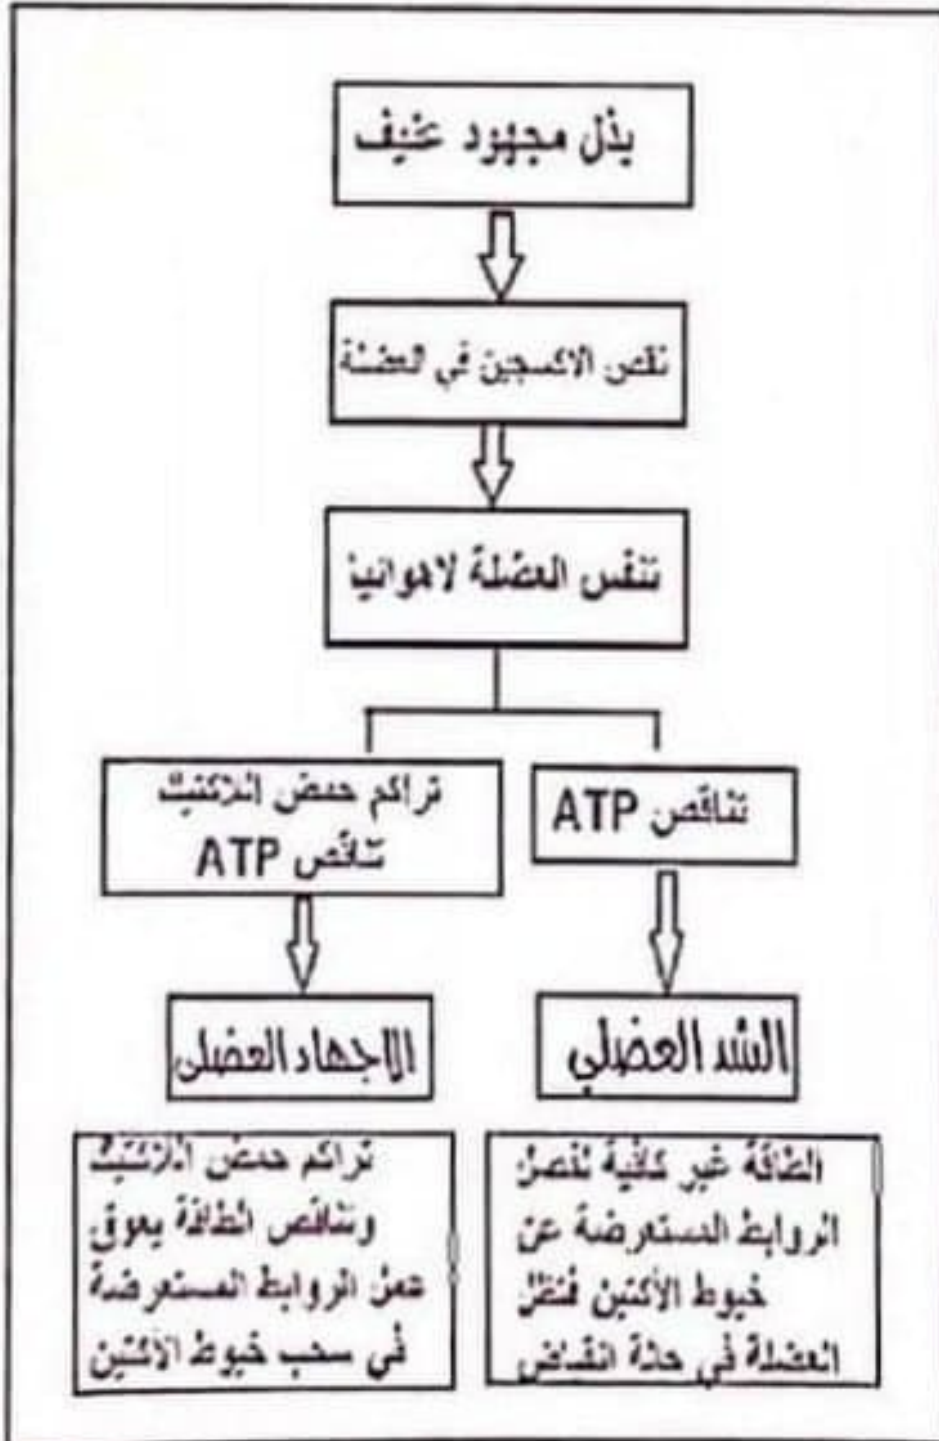 بذل مجهود عنيف
نقص الاكسجين في العضلة
تنفس العضلة لاهوائيا
تناقص ATP
تراكم حمض اللاكتيك
تناقص ATP
الشد العضلي
الاجهاد العضلى
الطاقة غير كافية لفصل
الروابط المستعرضة عن
خيوط الأكتين فتظل
العضلة في حالة انقباض
تراكم حمض اللاكتيك
وتناقص الطاقة يعوق
عمل الروابط المستعرضة
في سحب خيوط الأكتين